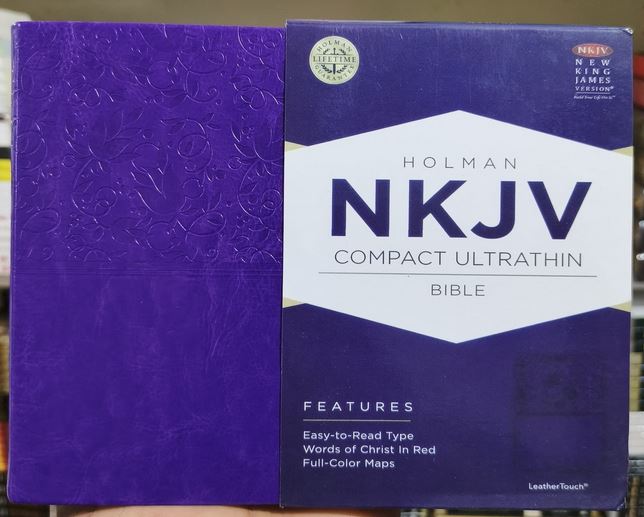 HOLMAN
LIFETIME
GUARANTEE
NKJV
NEW
KING
JAMES
VERSION®
HOLMAN
NKJV
COMPACT ULTRATHIN
BIBLE
FEATURES
Easy-to-Read Type
Words of Christ In Red
Full-Color Maps
LeatherTouch™